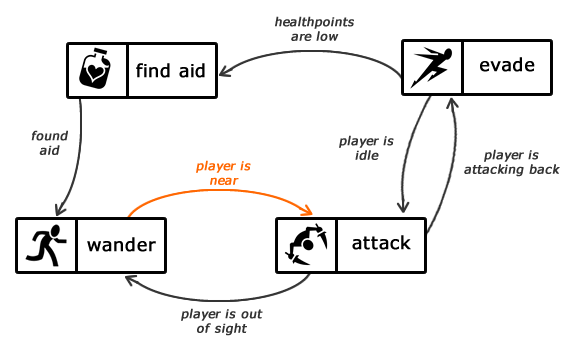 healthpoints
are low
find aid
evade
found
aid
player is
idle
player is
attacking back
player is
near
wander
attack
player is out
of sight